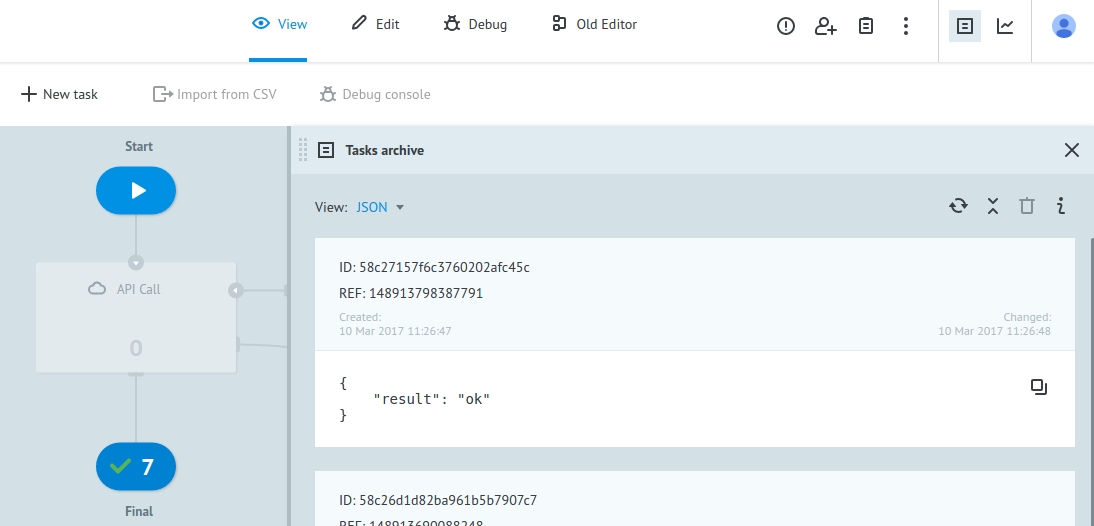 View
Edit
Debug
Old Editor
New task
Import from CSV
Debug console
Start
API Call
0
7
Final
Tasks archive
View: JSON
ID: 58c27157f6c3760202afc45c
REF: 148913798387791
Created:
10 Mar 2017 11:26:47
Changed:
10 Mar 2017 11:26:48
{
"result": "ok"
}
ID: 58c26d1d82ba961b5b7907c7
REF: 148913690088248